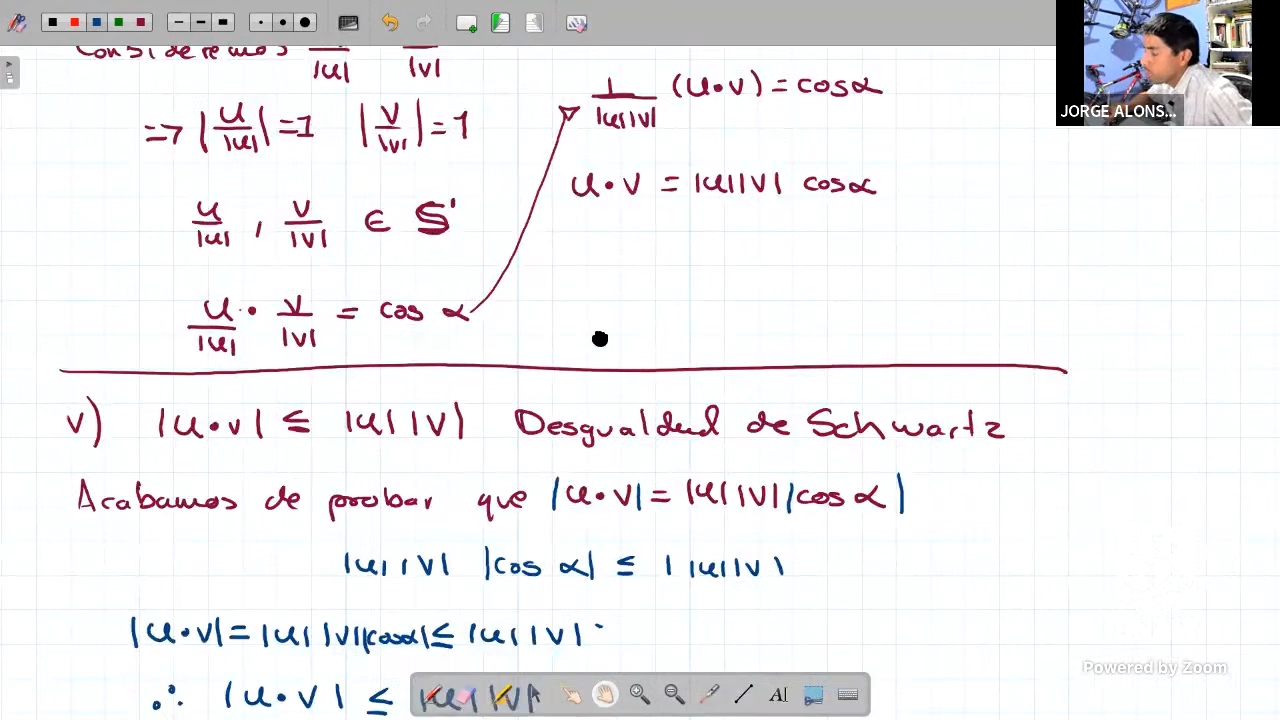 Consideremos u/|u| v/|v|
=> |u/|u|| = 1 |v/|v|| = 1
u/|u| , v/|v| ∈ S¹
u/|u| • v/|v| = cos α
1/|u||v| (u•v) = cos α
u•v = |u||v| cos α
v) |u•v| ≤ |u||v| Desgualdad de Schwartz
Acabamos de probar que |u•v| = |u||v||cos α|
|u||v| |cos α| ≤ 1 |u||v|
|u•v| = |u||v||cos α| ≤ |u||v| ·
∴ |u•v| ≤ |u||v|
JORGE ALONS...
AI
Powered by Zoom